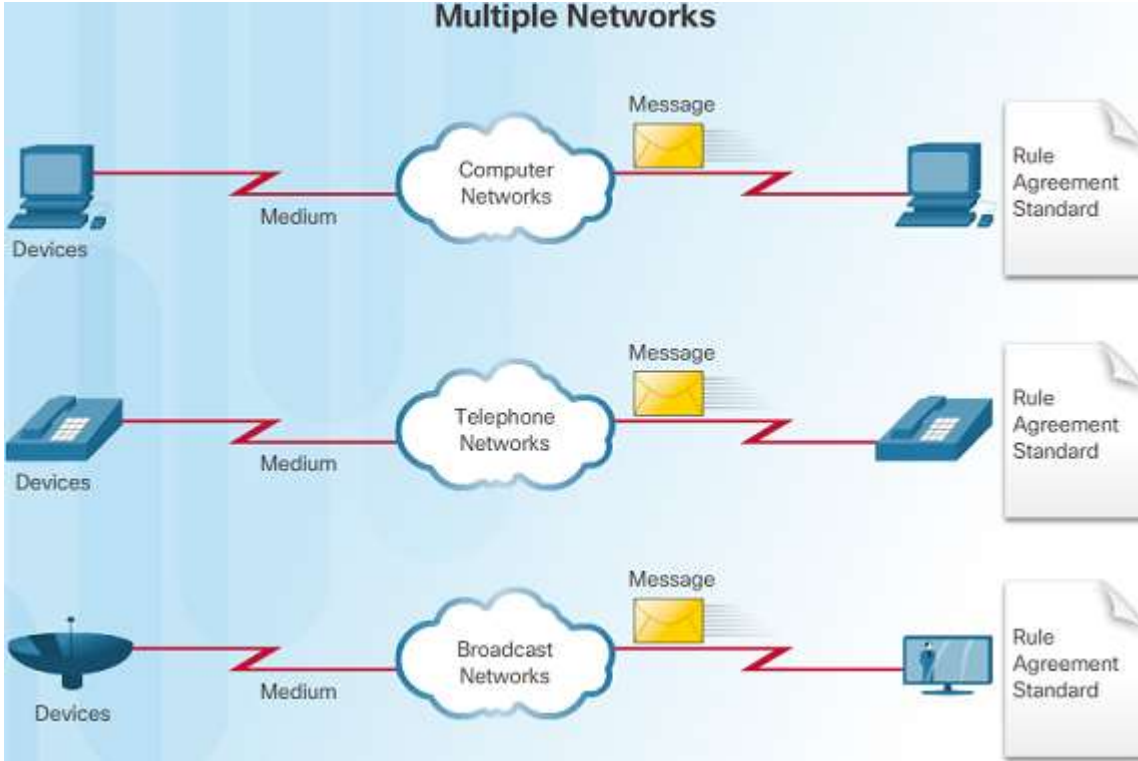 Multiple Networks
Message
Computer
Networks
Rule
Agreement
Standard
Medium
Devices
Message
Telephone
Networks
Rule
Agreement
Standard
Medium
Devices
Message
Broadcast
Networks
Rule
Agreement
Standard
Medium
Devices